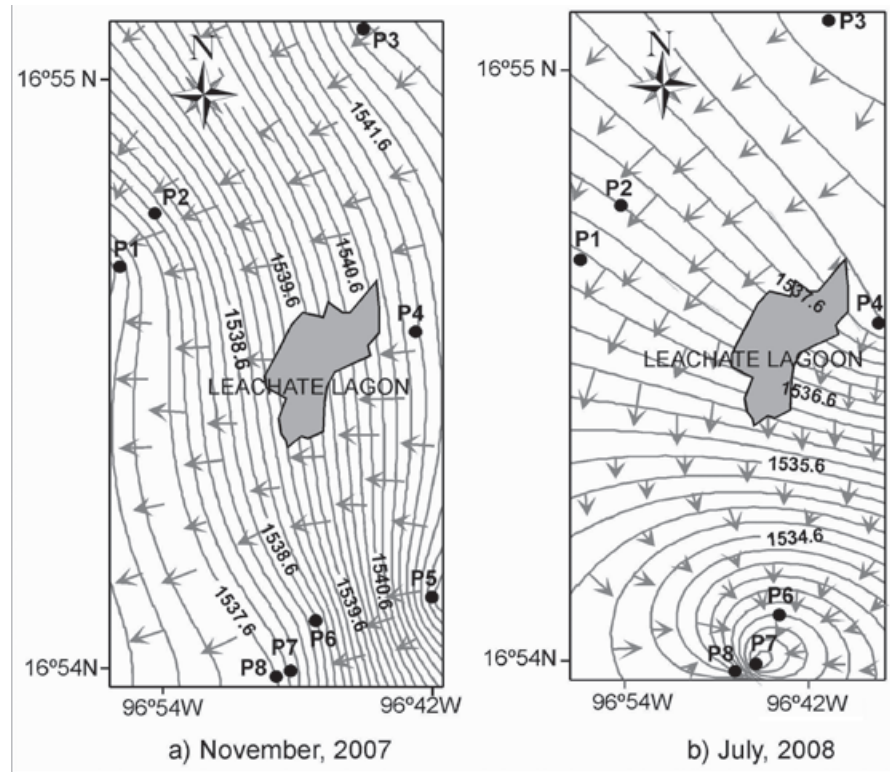 N
P3
16º55 N
1541.6
P2
P1
1540.6
1539.6
P4
1538.6
LEACHATE LAGON
1538.6
1540.6
P5
1539.6
1537.6
P6
P7
P8
16º54N
96º54W
96º42W
a) November, 2007
N
P3
16º55 N
P2
P1
1537.6
P4
LEACHATE LAGOON
1536.6
1535.6
1534.6
P6
P7
P8
16º54 N
96º54W
96º42W
b) July, 2008